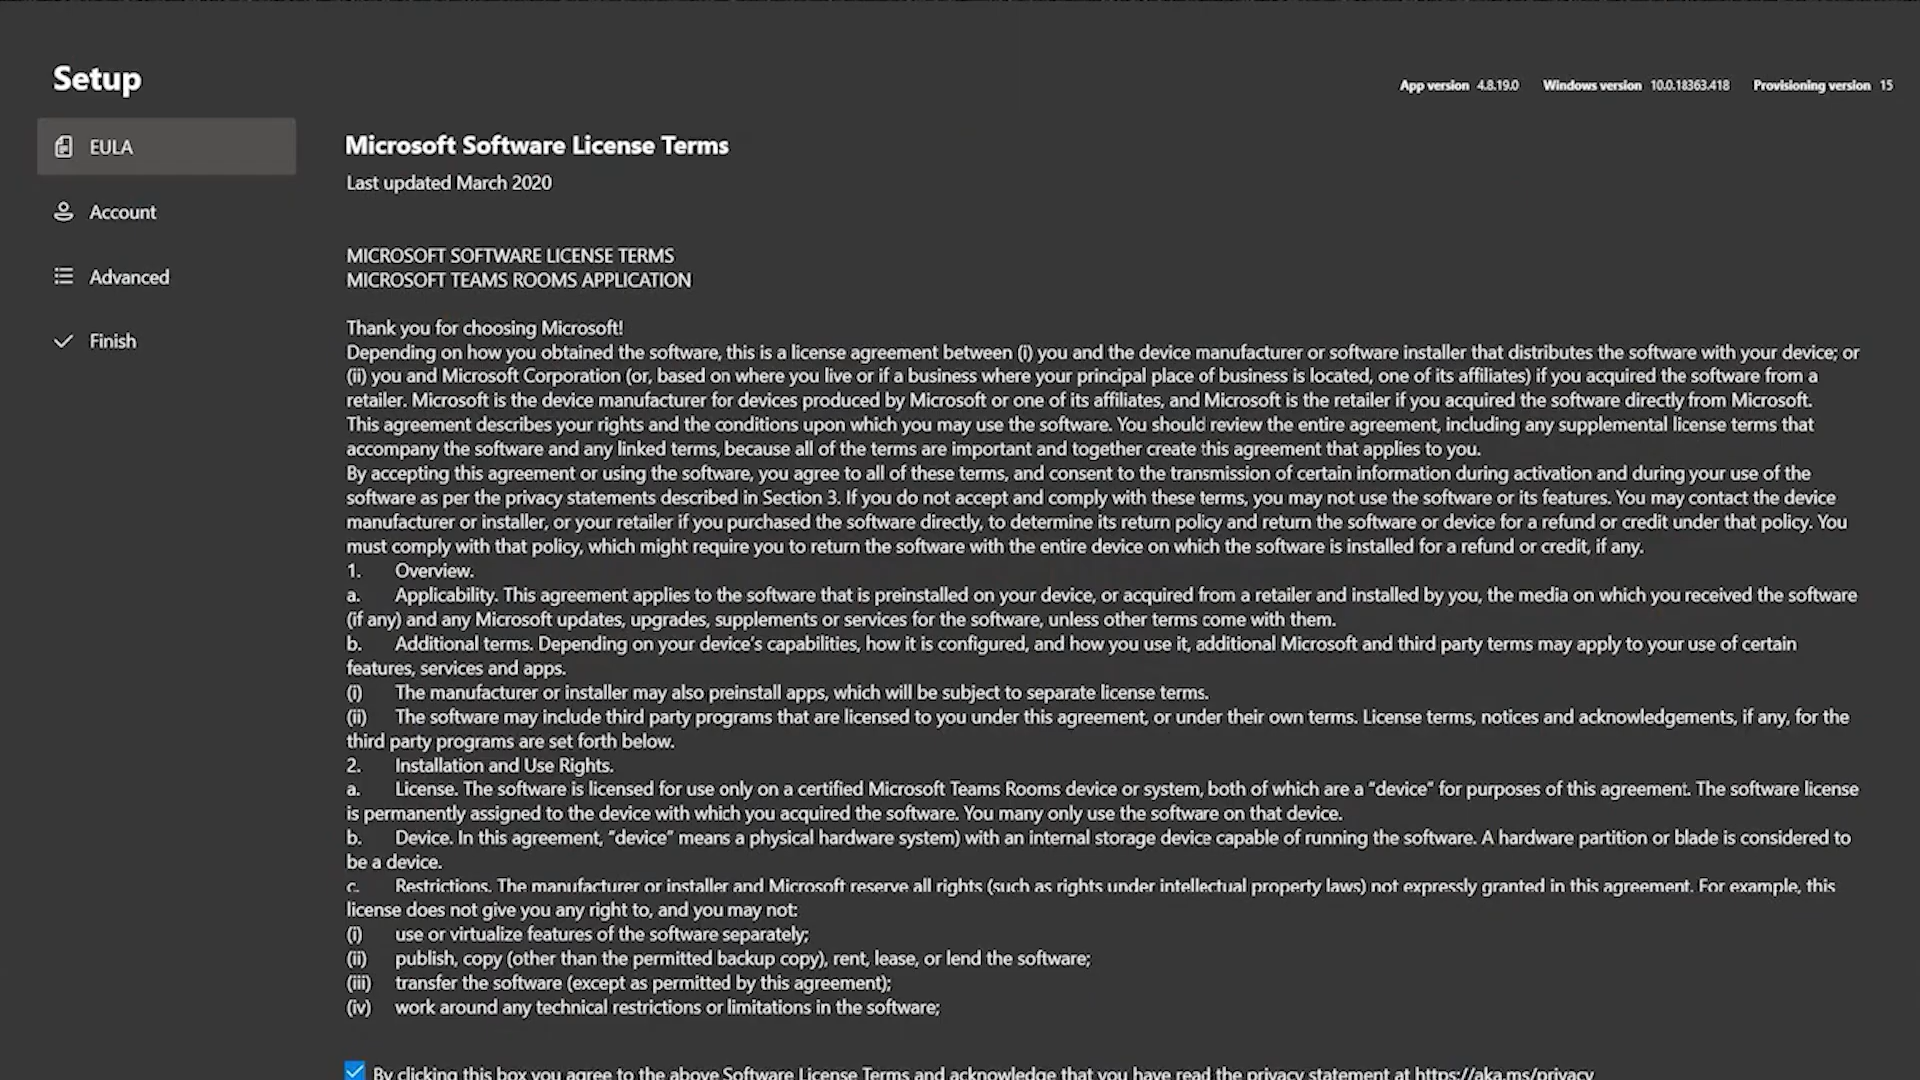 Setup
App version 4.8.19.0 Windows version 10.0.18363.418 Provisioning version 15
EULA
Account
Advanced
Finish
Microsoft Software License Terms
Last updated March 2020
MICROSOFT SOFTWARE LICENSE TERMS
MICROSOFT TEAMS ROOMS APPLICATION
Thank you for choosing Microsoft!
Depending on how you obtained the software, this is a license agreement between (i) you and the device manufacturer or software installer that distributes the software with your device; or
(ii) you and Microsoft Corporation (or, based on where you live or if a business where your principal place of business is located, one of its affiliates) if you acquired the software from a
retailer. Microsoft is the device manufacturer for devices produced by Microsoft or one of its affiliates, and Microsoft is the retailer if you acquired the software directly from Microsoft.
This agreement describes your rights and the conditions upon which you may use the software. You should review the entire agreement, including any supplemental license terms that
accompany the software and any linked terms, because all of the terms are important and together create this agreement that applies to you.
By accepting this agreement or using the software, you agree to all of these terms, and consent to the transmission of certain information during activation and during your use of the
software as per the privacy statements described in Section 3. If you do not accept and comply with these terms, you may not use the software or its features. You may contact the device
manufacturer or installer, or your retailer if you purchased the software directly, to determine its return policy and return the software or device for a refund or credit under that policy. You
must comply with that policy, which might require you to return the software with the entire device on which the software is installed for a refund or credit, if any.
1. Overview.
a. Applicability. This agreement applies to the software that is preinstalled on your device, or acquired from a retailer and installed by you, the media on which you received the software
(if any) and any Microsoft updates, upgrades, supplements or services for the software, unless other terms come with them.
b. Additional terms. Depending on your device's capabilities, how it is configured, and how you use it, additional Microsoft and third party terms may apply to your use of certain
features, services and apps.
(i) The manufacturer or installer may also preinstall apps, which will be subject to separate license terms.
(ii) The software may include third party programs that are licensed to you under this agreement, or under their own terms. License terms, notices and acknowledgements, if any, for the
third party programs are set forth below.
2. Installation and Use Rights.
a. License. The software is licensed for use only on a certified Microsoft Teams Rooms device or system, both of which are a "device" for purposes of this agreement. The software license
is permanently assigned to the device with which you acquired the software. You many only use the software on that device.
b. Device. In this agreement, "device" means a physical hardware system) with an internal storage device capable of running the software. A hardware partition or blade is considered to
be a device.
c. Restrictions. The manufacturer or installer and Microsoft reserve all rights (such as rights under intellectual property laws) not expressly granted in this agreement. For example, this
license does not give you any right to, and you may not:
(i) use or virtualize features of the software separately;
(ii) publish, copy (other than the permitted backup copy), rent, lease, or lend the software;
(iii) transfer the software (except as permitted by this agreement);
(iv) work around any technical restrictions or limitations in the software;
By clicking this box you agree to the above Software License Terms and acknowledge that you have read the privacy statement at https://aka.ms/privacy